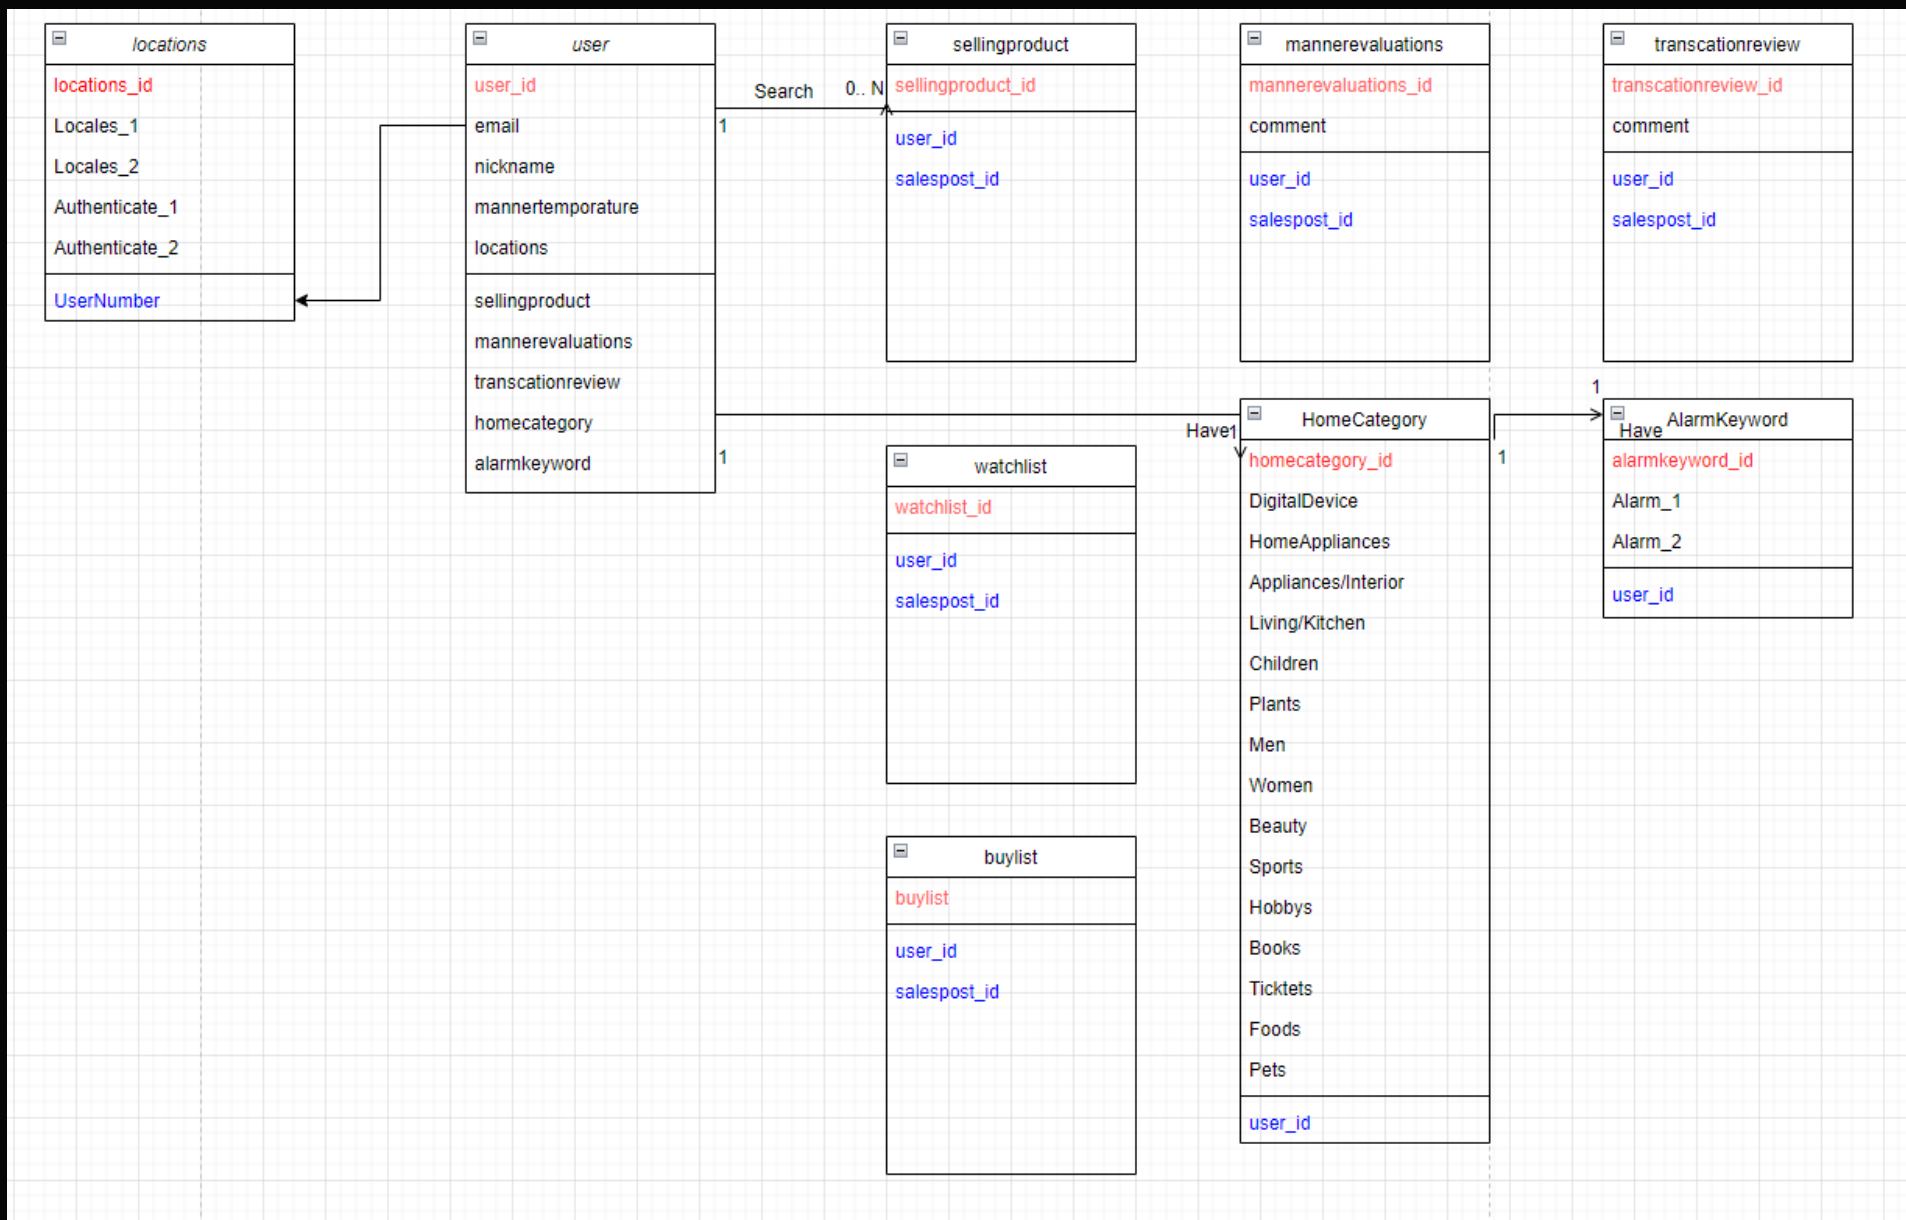 locations
locations_id
Locales_1
Locales_2
Authenticate_1
Authenticate_2
UserNumber
user
user_id
email
nickname
mannertemporature
locations
sellingproduct
mannerevaluations
transcationreview
homecategory
alarmkeyword
Search
0.. N
1
sellingproduct
sellingproduct_id
user_id
salespost_id
mannerevaluations
mannerevaluations_id
comment
user_id
salespost_id
transcationreview
transcationreview_id
comment
user_id
salespost_id
1
Have1
watchlist
watchlist_id
user_id
salespost_id
buylist
buylist
user_id
salespost_id
HomeCategory
homecategory_id
DigitalDevice
HomeAppliances
Appliances/Interior
Living/Kitchen
Children
Plants
Men
Women
Beauty
Sports
Hobbys
Books
Ticktets
Foods
Pets
user_id
1
1
Have
AlarmKeyword
alarmkeyword_id
Alarm_1
Alarm_2
user_id